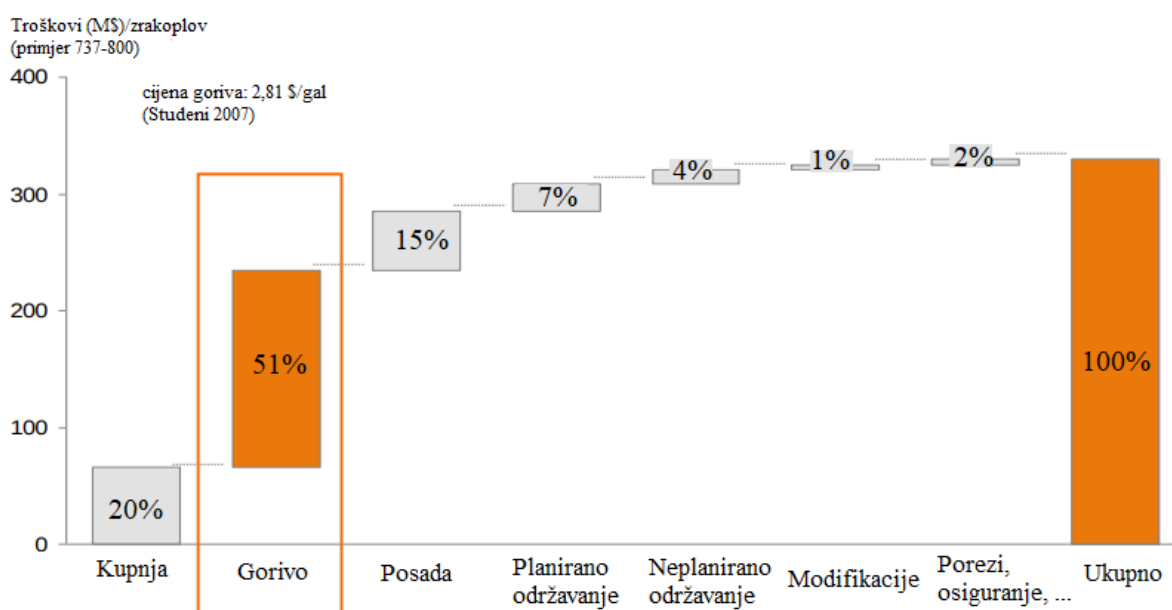 Troškovi (M$)/zrakoplov
(primjer 737-800)
400
cijena goriva: 2,81 $/gal
(Studeni 2007)
300
200
100
0
20%
51%
15%
7%
4%
1%
2%
100%
Kupnja
Gorivo
Posada
Planirano
održavanje
Neplanirano
održavanje
Modifikacije
Porezi,
osiguranje, ...
Ukupno